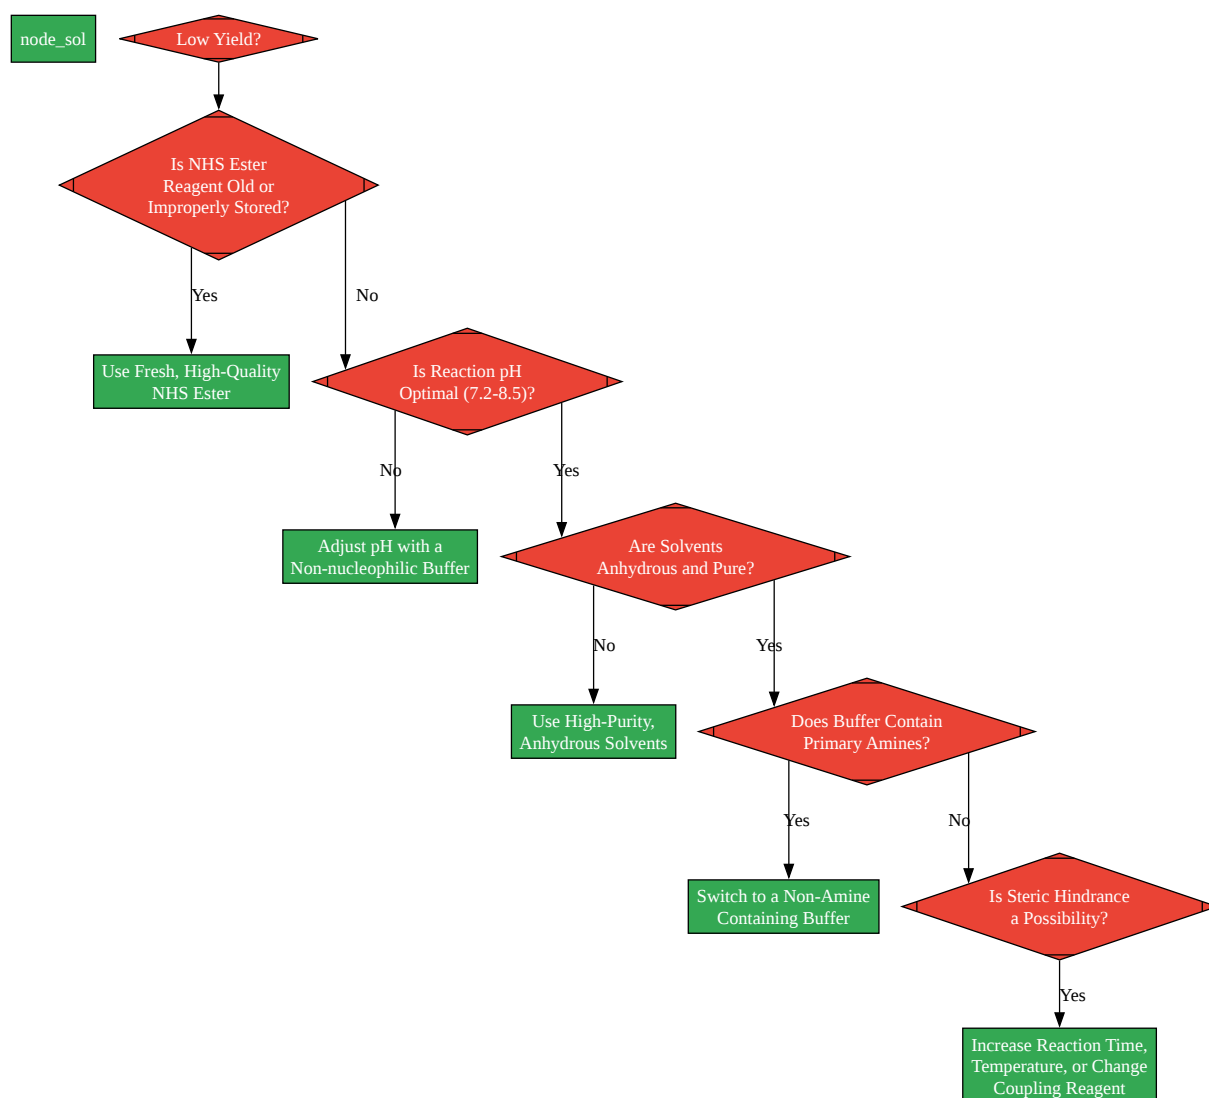 node_sol
Low Yield?
Is NHS Ester
Reagent Old or
Improperly Stored?
Yes
No
Use Fresh, High-Quality
NHS Ester
Is Reaction pH
Optimal (7.2-8.5)?
No
Yes
Adjust pH with a
Non-nucleophilic Buffer
Are Solvents
Anhydrous and Pure?
No
Yes
Use High-Purity,
Anhydrous Solvents
Does Buffer Contain
Primary Amines?
Yes
No
Switch to a Non-Amine
Containing Buffer
Is Steric Hindrance
a Possibility?
Yes
Increase Reaction Time,
Temperature, or Change
Coupling Reagent